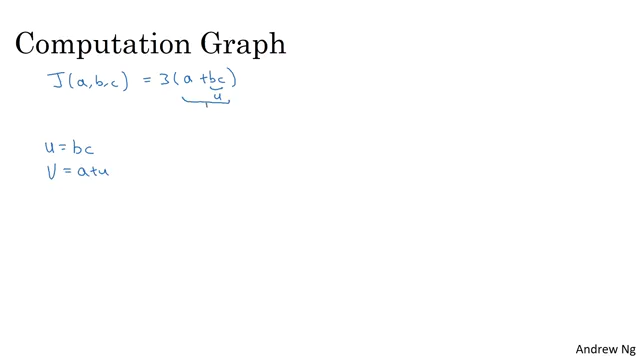 Computation Graph
J(a,b,c) = 3(a+bc)
u
u = bc
V = a+u
Andrew Ng